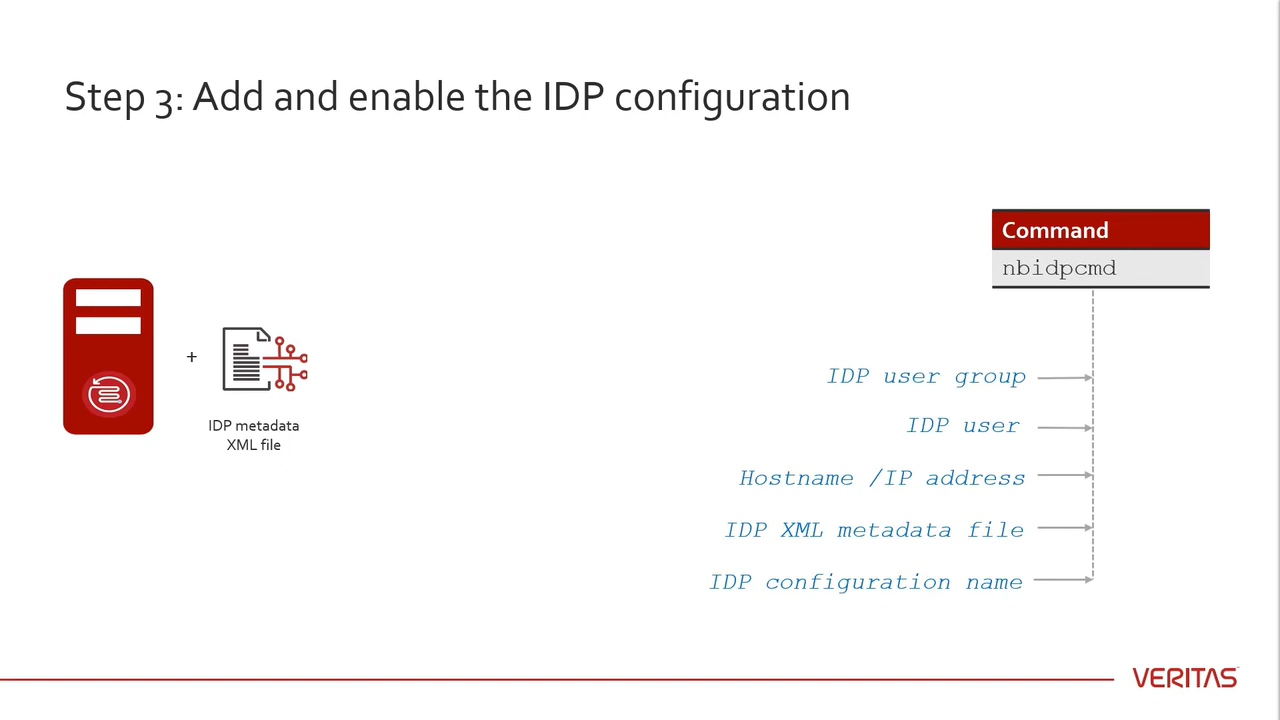 Step 3: Add and enable the IDP configuration
Command
nbidpcmd
+
IDP metadata
XML file
IDP user group
IDP user
Hostname /IP address
IDP XML metadata file
IDP configuration name
VERITAS